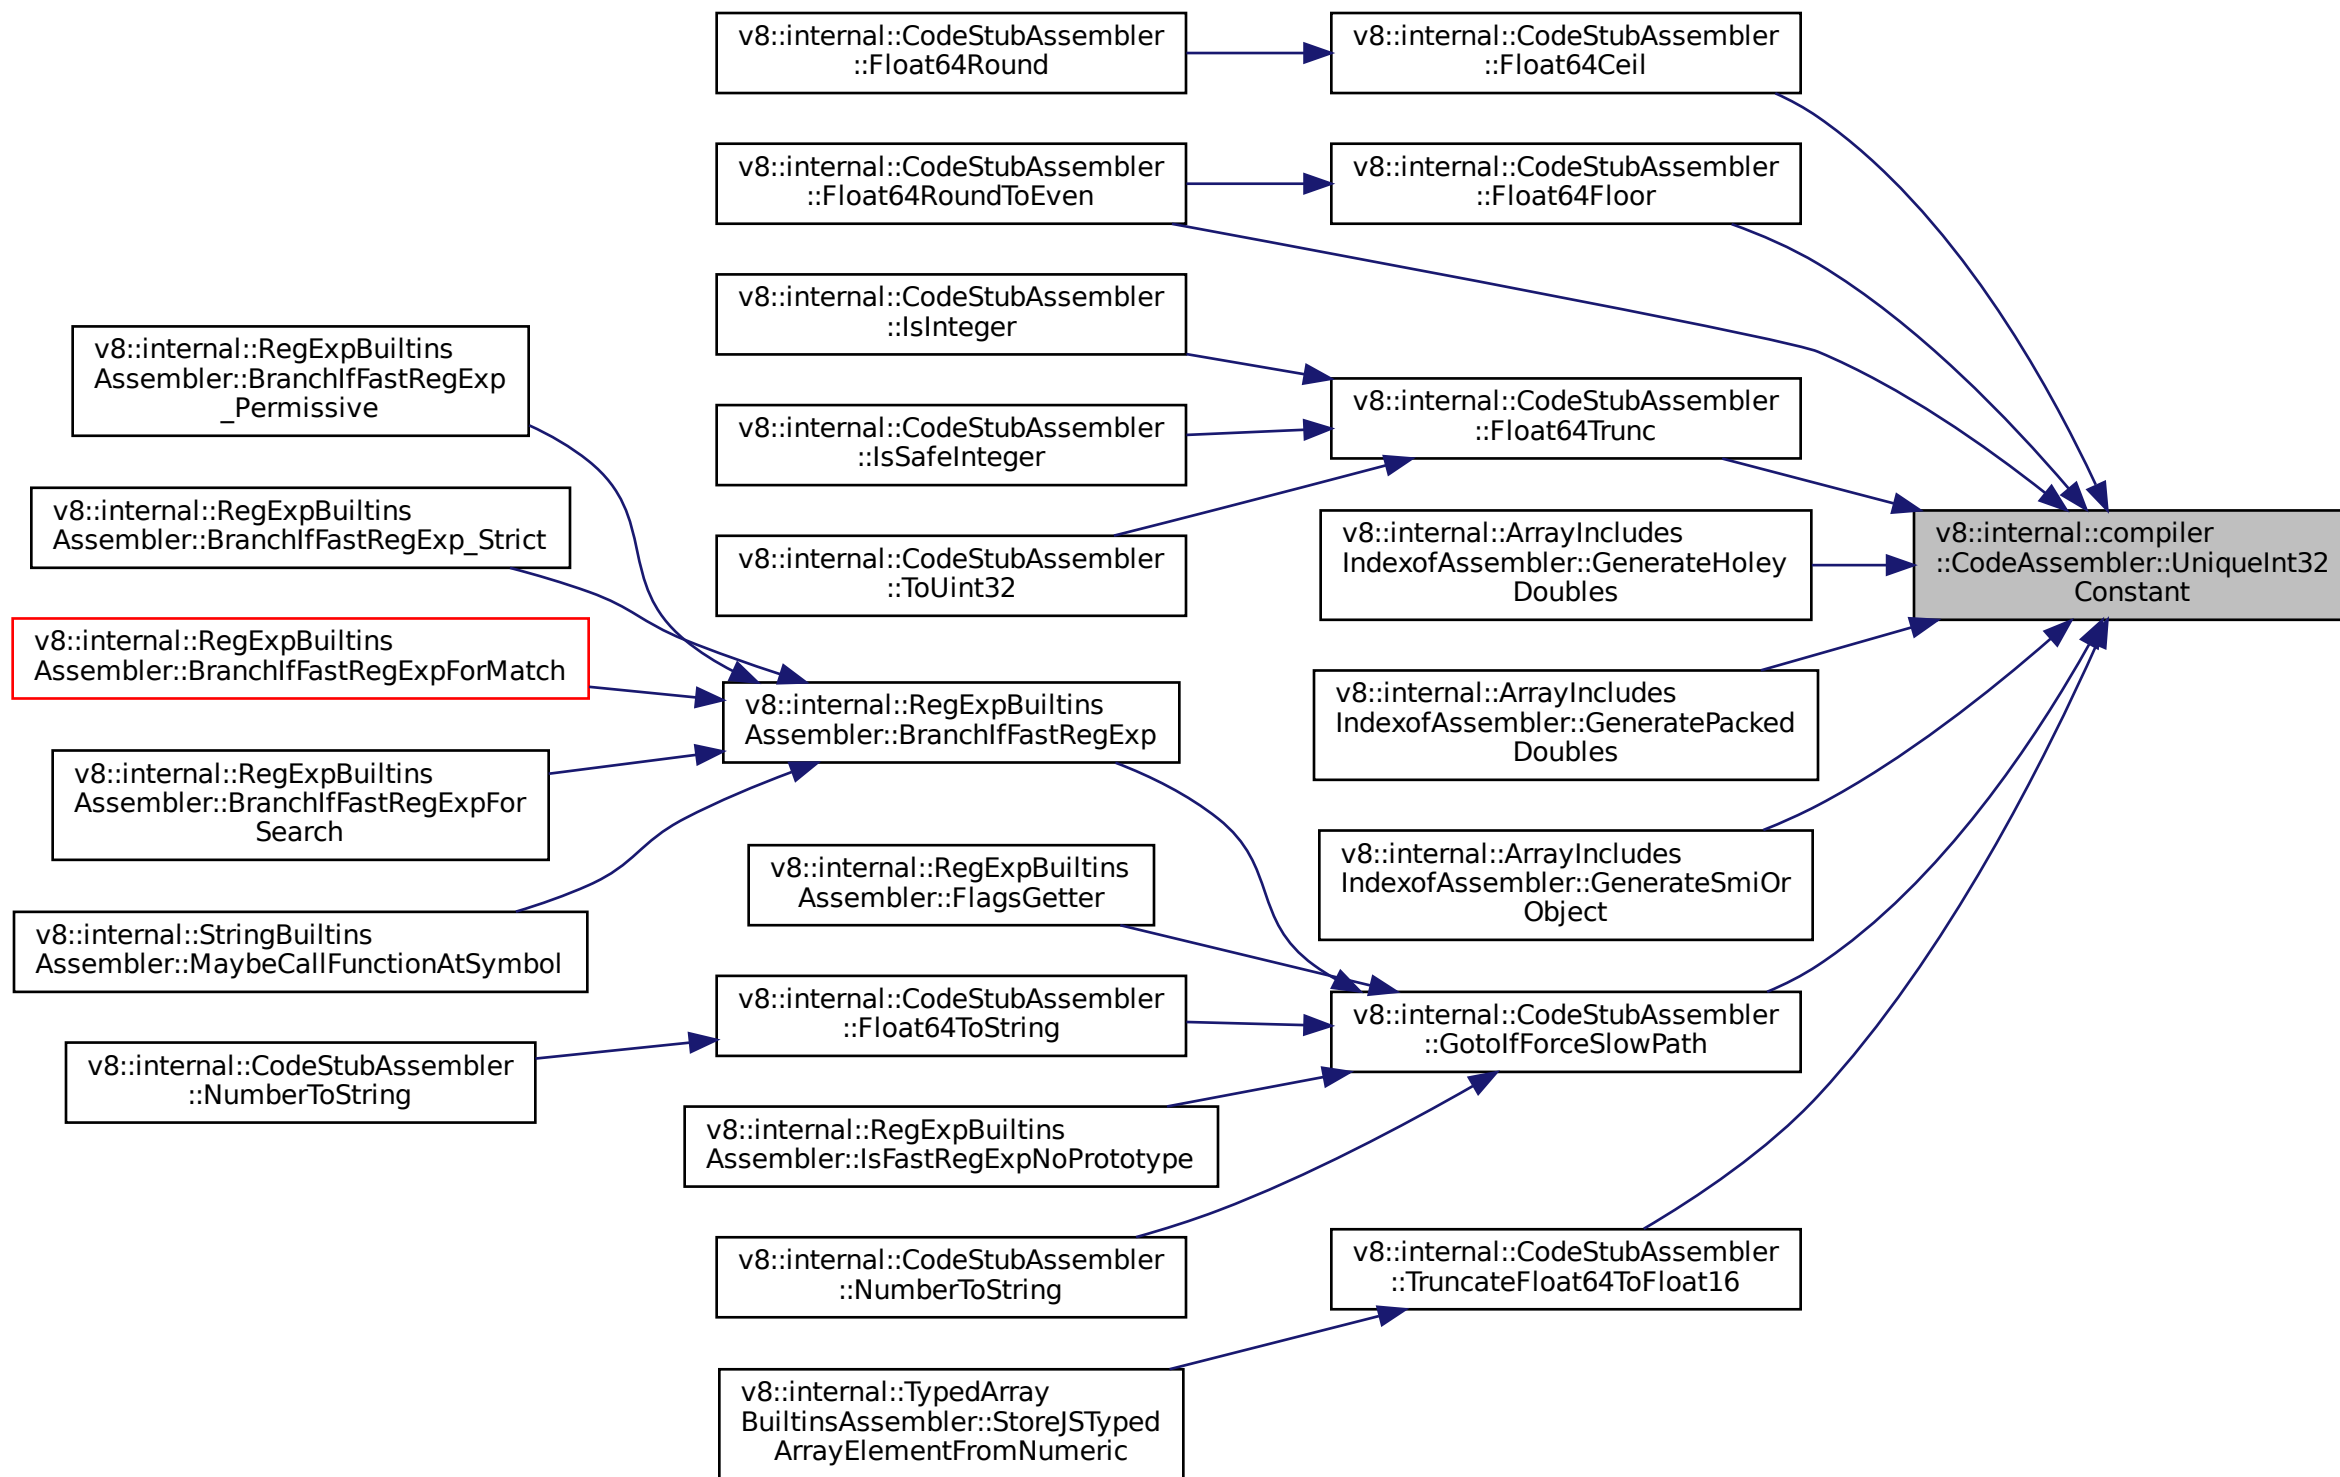 v8::internal::CodeStubAssembler
::Float64Round
v8::internal::CodeStubAssembler
::Float64Ceil
v8::internal::CodeStubAssembler
::Float64RoundToEven
v8::internal::CodeStubAssembler
::Float64Floor
v8::internal::CodeStubAssembler
::IsInteger
v8::internal::RegExpBuiltins
Assembler::BranchIfFastRegExp
_Permissive
v8::internal::CodeStubAssembler
::Float64Trunc
v8::internal::CodeStubAssembler
::IsSafeInteger
v8::internal::RegExpBuiltins
Assembler::BranchIfFastRegExp_Strict
v8::internal::CodeStubAssembler
::ToUint32
v8::internal::ArrayIncludes
IndexofAssembler::GenerateHoley
Doubles
v8::internal::compiler
::CodeAssembler::UniqueInt32
Constant
v8::internal::RegExpBuiltins
Assembler::BranchIfFastRegExpForMatch
v8::internal::RegExpBuiltins
Assembler::BranchIfFastRegExp
v8::internal::ArrayIncludes
IndexofAssembler::GeneratePacked
Doubles
v8::internal::RegExpBuiltins
Assembler::BranchIfFastRegExpFor
Search
v8::internal::RegExpBuiltins
Assembler::FlagsGetter
v8::internal::ArrayIncludes
IndexofAssembler::GenerateSmiOr
Object
v8::internal::StringBuiltins
Assembler::MaybeCallFunctionAtSymbol
v8::internal::CodeStubAssembler
::Float64ToString
v8::internal::CodeStubAssembler
::GotoIfForceSlowPath
v8::internal::CodeStubAssembler
::NumberToString
v8::internal::RegExpBuiltins
Assembler::IsFastRegExpNoPrototype
v8::internal::CodeStubAssembler
::NumberToString
v8::internal::CodeStubAssembler
::TruncateFloat64ToFloat16
v8::internal::TypedArray
BuiltinsAssembler::StoreJSTyped
ArrayElementFromNumeric